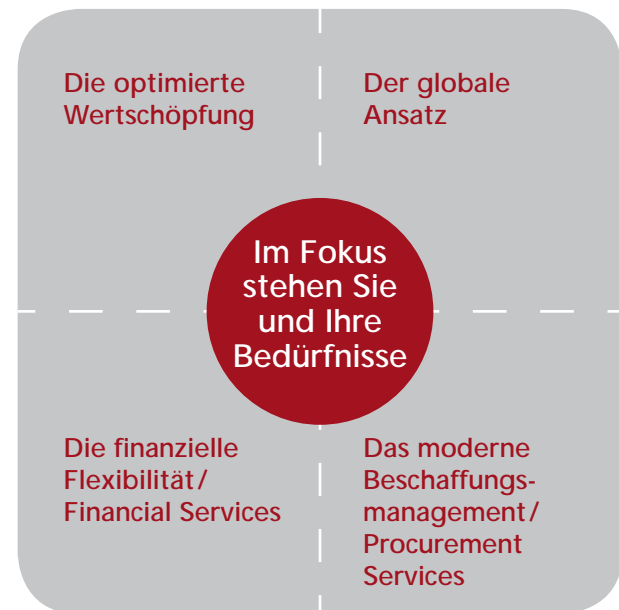 Die optimierte
Wertschöpfung
Der globale
Ansatz
Im Fokus
stehen Sie
und Ihre
Bedürfnisse
Die finanzielle
Flexibilität/
Financial Services
Das moderne
Beschaffungs-
management/
Procurement
Services